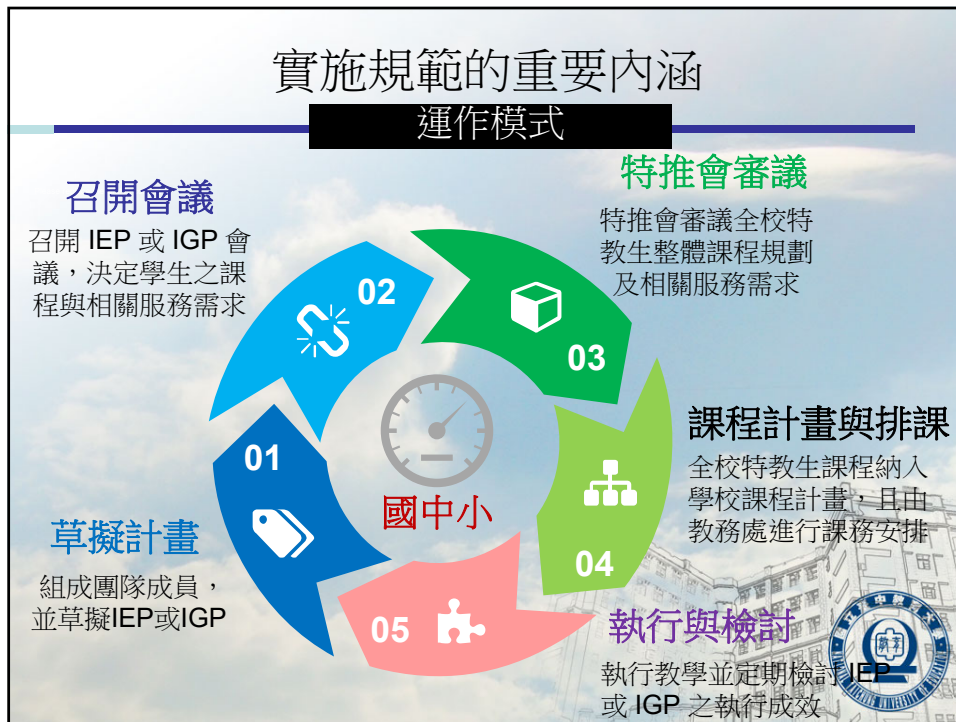 實施規範的重要內涵
運作模式
召開會議
召開 IEP 或 IGP 會
議，決定學生之課
程與相關服務需求
特推會審議
特推會審議全校特
教生整體課程規劃
及相關服務需求
02
03
01
04
05
國中小
課程計畫與排課
全校特教生課程納入
學校課程計畫，且由
教務處進行課務安排
草擬計畫
組成團隊成員，
並草擬IEP或IGP
執行與檢討
執行教學並定期檢討 IEP
或 IGP 之執行成效